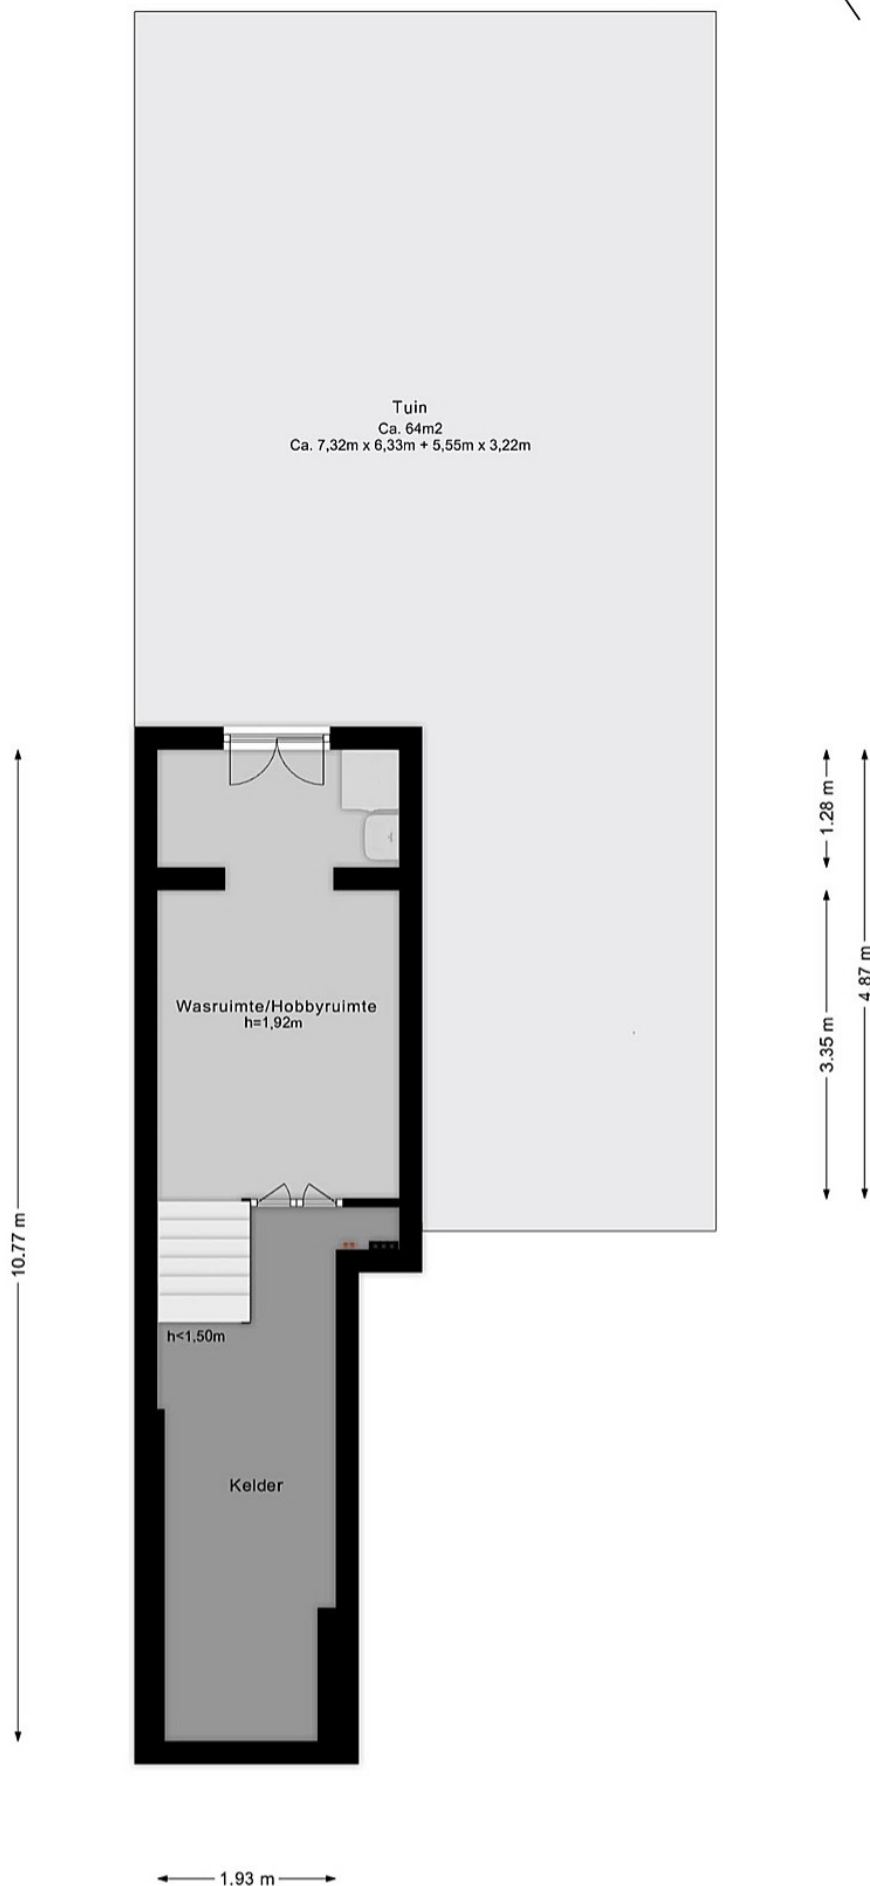 Tuin
Ca. 64m2
Ca. 7,32m x 6,33m + 5,55m x 3,22m
1.28 m
4.87 m
Wasruimte/Hobbyruimte
h=1,92m
3.35 m
10.77 m
h<1,50m
Kelder
1.93 m